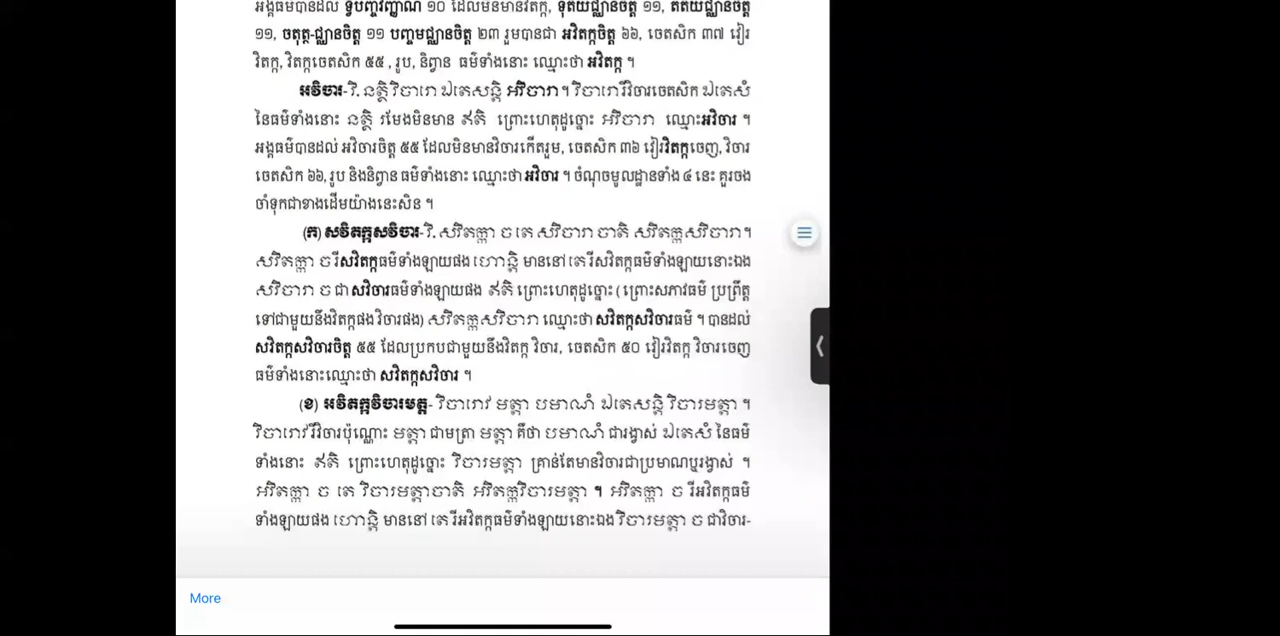 អង្គធម៌បានដល់ ទ្វិបញ្ចវិញ្ញាណ ១០ ដែលមិនមានវិតក្ក, ទុតិយជ្ឈានចិត្ត ១១, តតិយជ្ឈានចិត្ត
១១, ចតុត្ថ-ជ្ឈានចិត្ត ១១ បញ្ចមជ្ឈានចិត្ត ២៣ រួមបានជា អវិតក្កចិត្ត ៦៦, ចេតសិក ៣៧ វៀរ
វិតក្ក, វិតក្កចេតសិក ៥៥ , រូប, និព្វាន ធម៌ទាំងនោះ ឈ្មោះថា អវិតក្ក ។
អវិចារ-វិ. នត្ថិ វិចារោ ឯតេសន្តិ អវិចារា។ វិចារោ រីវិចារចេតសិក ឯតេសំ
នៃធម៌ទាំងនោះ នត្ថិ រមែងមិនមាន ឥតិ ព្រោះហេតុដូច្នោះ អវិចារា ឈ្មោះអវិចារ ។
អង្គធម៌បានដល់ អវិចារចិត្ត ៥៥ ដែលមិនមានវិចារកើតរួម, ចេតសិក ៣៦ វៀរវិតក្កចេញ, វិចារ
ចេតសិក ៦៦, រូប និងនិព្វាន ធម៌ទាំងនោះ ឈ្មោះថា អវិចារ ។ ចំណុចមូលដ្ឋានទាំង ៤ នេះ គួរចង
ចាំទុកជាខាងដើមយ៉ាងនេះសិន ។
(ក) សវិតក្កសវិចារ-វិ. សវិតក្កា ច តេ សវិចារា ចាតិ សវិតក្កសវិចារា។
សវិតក្កា ច រីសវិតក្កធម៌ទាំងឡាយផង ហោន្តិ មាននៅ តេ រីសវិតក្កធម៌ទាំងឡាយនោះឯង
សវិចារា ច ជាសវិចារធម៌ទាំងឡាយផង ឥតិ ព្រោះហេតុដូច្នោះ ( ព្រោះសភាវធម៌ ប្រព្រឹត្ត
ទៅជាមួយនឹងវិតក្កផង វិចារផង) សវិតក្កសវិចារា ឈ្មោះថា សវិតក្កសវិចារធម៌ ។ បានដល់
សវិតក្កសវិចារចិត្ត ៥៥ ដែលប្រកបជាមួយនឹងវិតក្ក វិចារ, ចេតសិក ៥០ វៀរវិតក្ក វិចារចេញ
ធម៌ទាំងនោះឈ្មោះថា សវិតក្កសវិចារ ។
(ខ) អវិតក្កវិចារមត្ត- វិចារោវ មត្តា បមាណំ ឯតេសន្តិ វិចារមត្តា ។
វិចារោវ រីវិចារប៉ុណ្ណោះ មត្តា ជាមត្រា មត្តា គឺថា បមាណំ ជារង្វាស់ ឯតេសំ នៃធម៌
ទាំងនោះ ឥតិ ព្រោះហេតុដូច្នោះ វិចារមត្តា គ្រាន់តែមានវិចារជាប្រមាណឬរង្វាស់ ។
អវិតក្កា ច តេ វិចារមត្តាចាតិ អវិតក្កវិចារមត្តា ។ អវិតក្កា ច រីអវិតក្កធម៌
ទាំងឡាយផង ហោន្តិ មាននៅ តេ រីអវិតក្កធម៌ទាំងឡាយនោះឯង វិចារមត្តា ច ជាវិចារ-
More